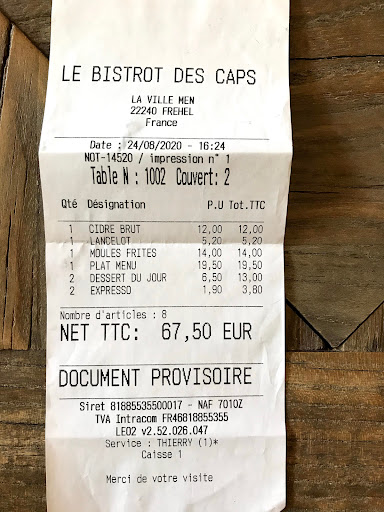 LE BISTROT DES CAPS
LA VILLE MEN
22240 FREHEL
France
Date : 24/08/2020 - 16:24
NOT-14520 / impression n° 1
Table N : 1002 Couvert: 2
Qté Désignation P.U Tot.TTC
1 CIDRE BRUT 12,00 12,00
1 LANCELOT 5,20 5,20
1 MOULES FRITES 14,00 14,00
1 PLAT MENU 19,50 19,50
2 DESSERT DU JOUR 6,50 13,00
2 EXPRESSO 1,90 3,80
Nombre d'articles : 8
NET TTC: 67,50 EUR
DOCUMENT PROVISOIRE
Siret 81885535500017 - NAF 7010Z
TVA Intracom FR46818855355
LEO2 v2.52.026.047
Service : THIERRY (1)*
Caisse 1
Merci de votre visite